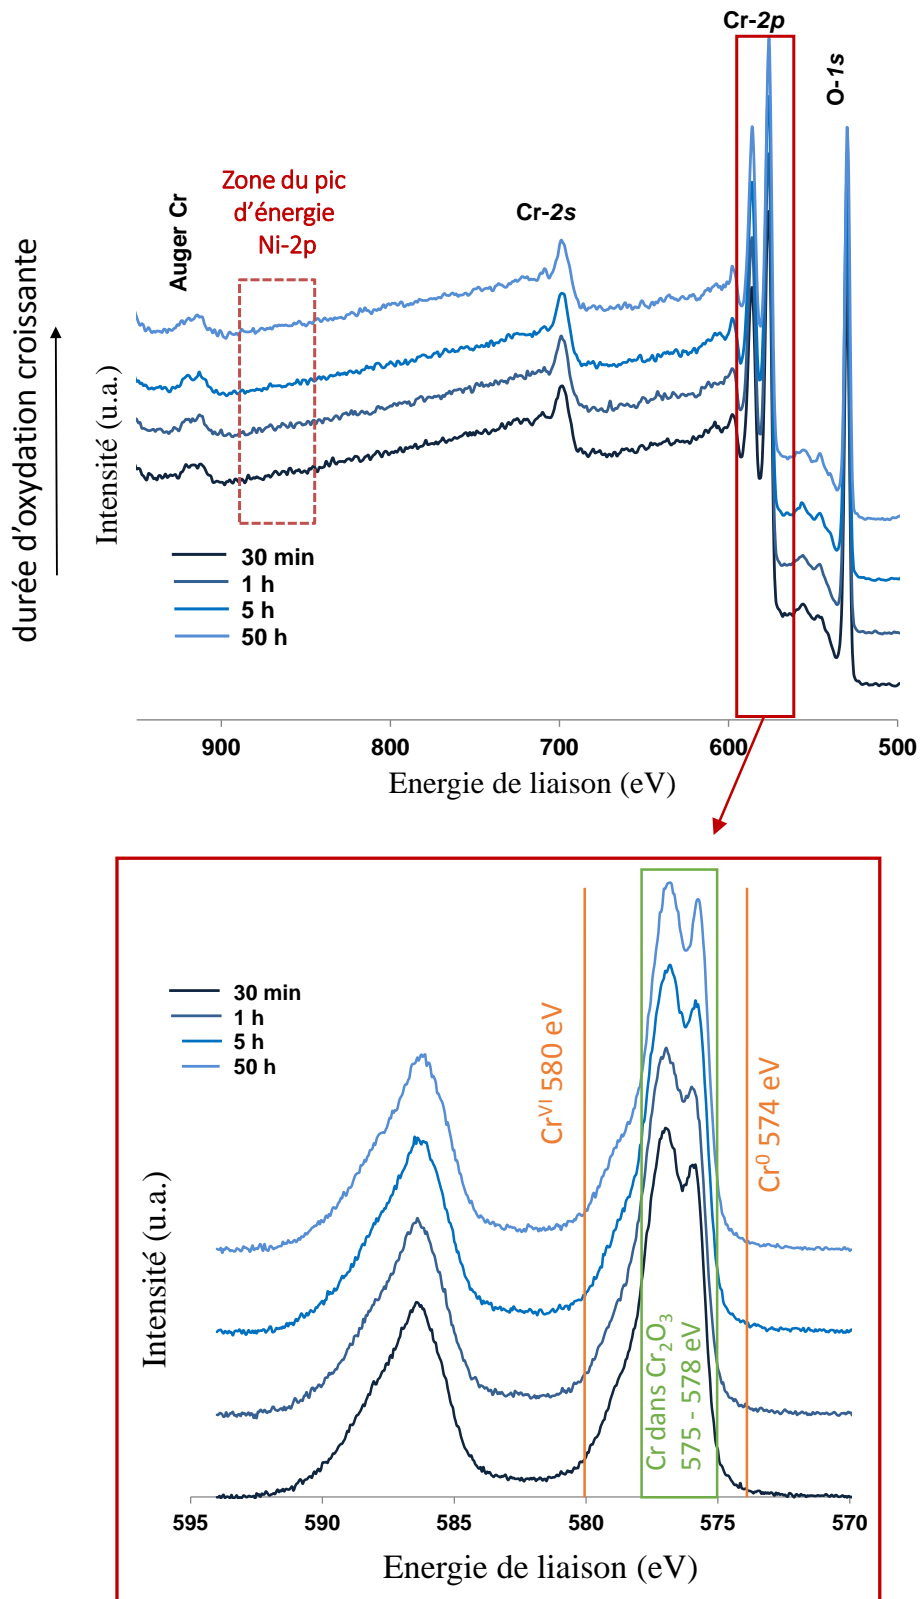 Cr-2p
O-1s
Zone du pic
d'énergie
Ni-2p
Auger Cr
Cr-2s
durée d'oxydation croissante
Intensité (u.a.)
30 min
1 h
5 h
50 h
900
800
700
600
500
Energie de liaison (eV)
30 min
1 h
5 h
50 h
Cr^VI 580 eV
Cr^0 574 eV
Cr dans Cr₂O₃
575 - 578 eV
Intensité (u.a.)
595
590
585
580
575
570
Energie de liaison (eV)